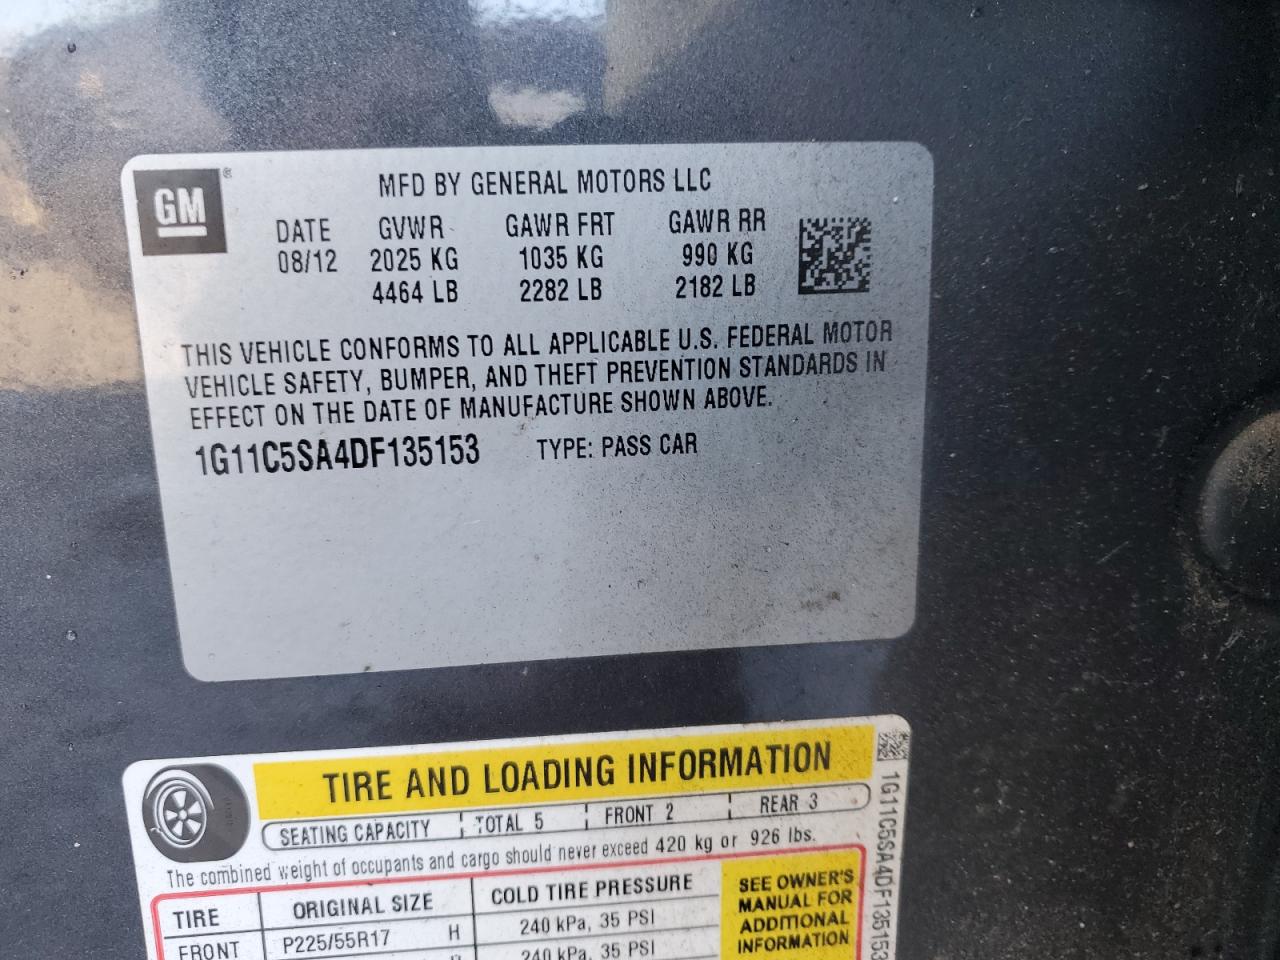 GM®
MFD BY GENERAL MOTORS LLC
DATE GVWR GAWR FRT GAWR RR
08/12 2025 KG 1035 KG 990 KG
4464 LB 2282 LB 2182 LB
THIS VEHICLE CONFORMS TO ALL APPLICABLE U.S. FEDERAL MOTOR
VEHICLE SAFETY, BUMPER, AND THEFT PREVENTION STANDARDS IN
EFFECT ON THE DATE OF MANUFACTURE SHOWN ABOVE.
1G11C5SA4DF135153 TYPE: PASS CAR
TIRE AND LOADING INFORMATION
SEATING CAPACITY TOTAL 5 FRONT 2 REAR 3
The combined weight of occupants and cargo should never exceed 420 kg or 926 lbs.
TIRE ORIGINAL SIZE COLD TIRE PRESSURE
FRONT P225/55R17 H 240 kPa, 35 PSI
240 kPa, 35 PSI
SEE OWNER'S
MANUAL FOR
ADDITIONAL
INFORMATION
1G11C5SA4DF135153